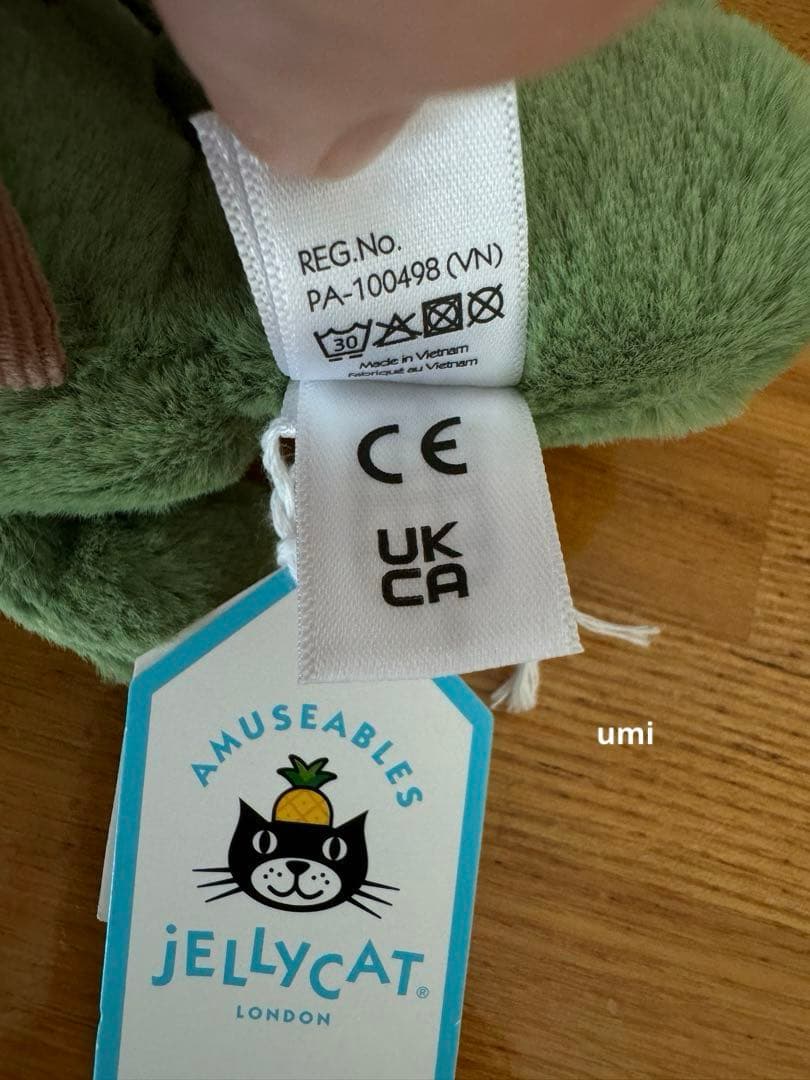 REG.No.
PA-100498 (VN)
30
Made in Vietnam
Fabriqué au Vietnam
CE
UK
CA
umi
AMUSEABLES
jELLYCAT®
LONDON